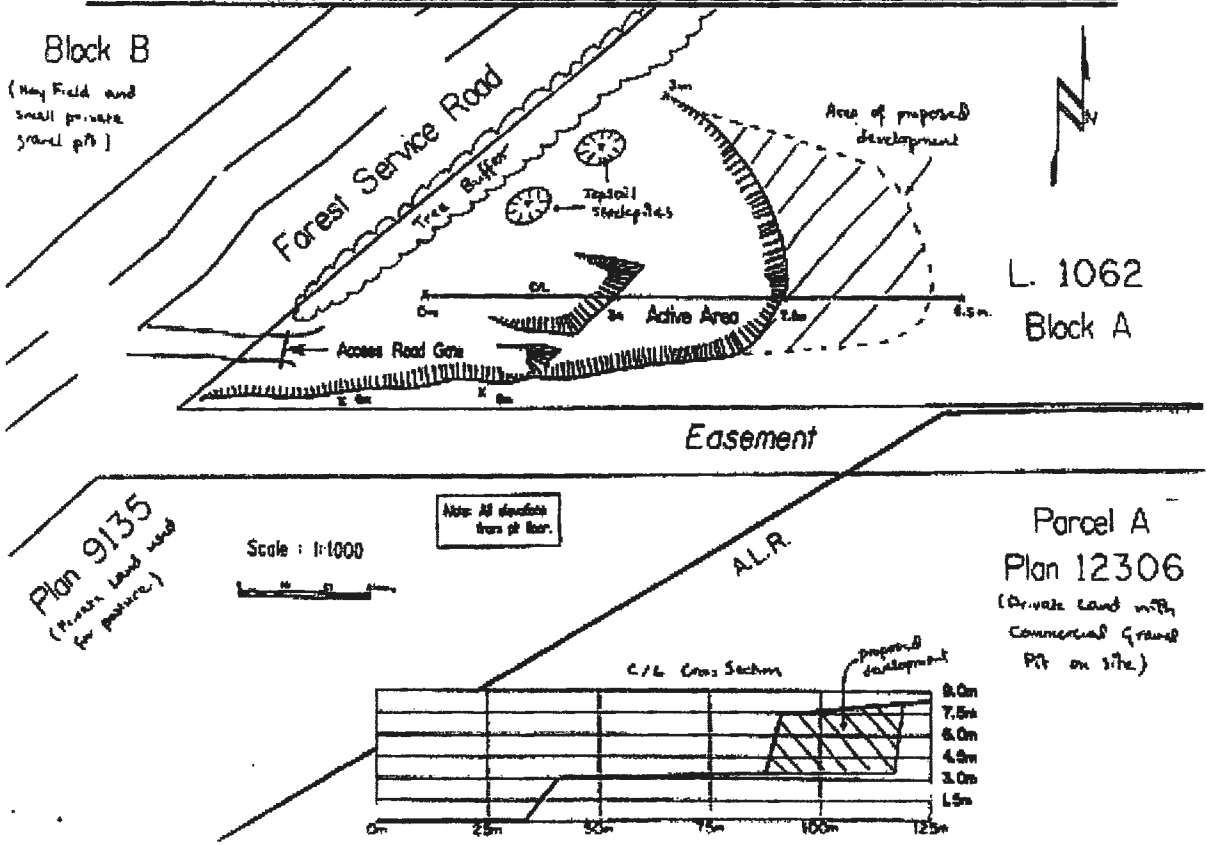 Block B
(Hay Field and
small private
gravel pit)
Forest Service Road
Tree Buffer
3m
Topsoil
Stockpiles
Area of proposed
development
N
L. 1062
Block A
C/L
0m
Active Area
Access Road Gate
Easement
Plan 9135
(Private Land used
for pasture)
Scale : 1:1000
Note: All elevations
from pit floor.
A.L.R.
Parcel A
Plan 12306
(Private Land with
Commercial Gravel
Pit on site)
C/L Cross Section
proposed
development
9.0m
7.5m
6.0m
4.5m
3.0m
1.5m
0m 25m 50m 75m 100m 125m